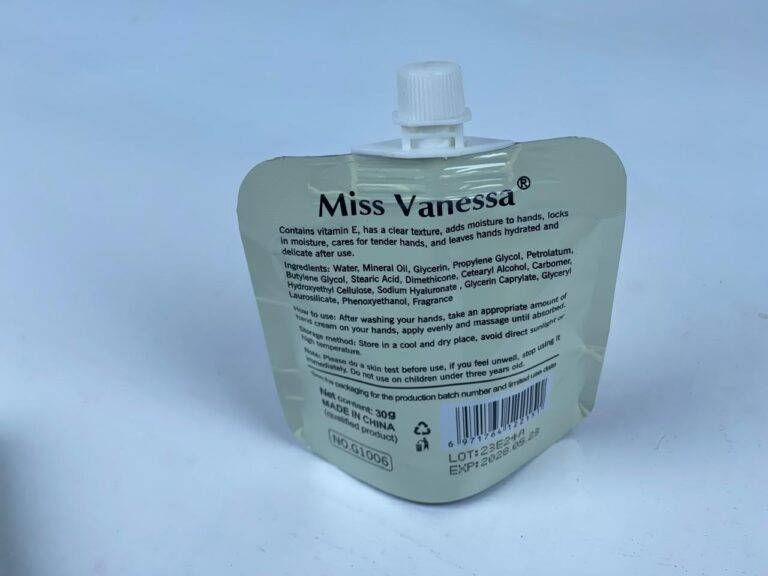 Miss Vanessa®
Contains vitamin E, has a clear texture, adds moisture to hands, locks
in moisture, cares for tender hands, and leaves hands hydrated and
delicate after use.
Ingredients: Water, Mineral Oil, Glycerin, Propylene Glycol, Petrolatum,
Butylene Glycol, Stearic Acid, Dimethicone, Cetearyl Alcohol, Carbomer,
Hydroxyethyl Cellulose, Sodium Hyaluronate , Glycerin Caprylate, Glyceryl
Laurosilicate, Phenoxyethanol, Fragrance
How to use: After washing your hands, take an appropriate amount of
hand cream on your hands, apply evenly and massage until absorbed.
Storage method: Store in a cool and dry place, avoid direct sunlight or
high temperature.
Note: Please do a skin test before use, if you feel unwell, stop using it
immediately. Do not use on children under three years old.
See the packaging for the production batch number and limited use date
Net content: 30g
MADE IN CHINA
(qualified product)
NO.G1006
LOT:23E24A
EXP:2026.05.23